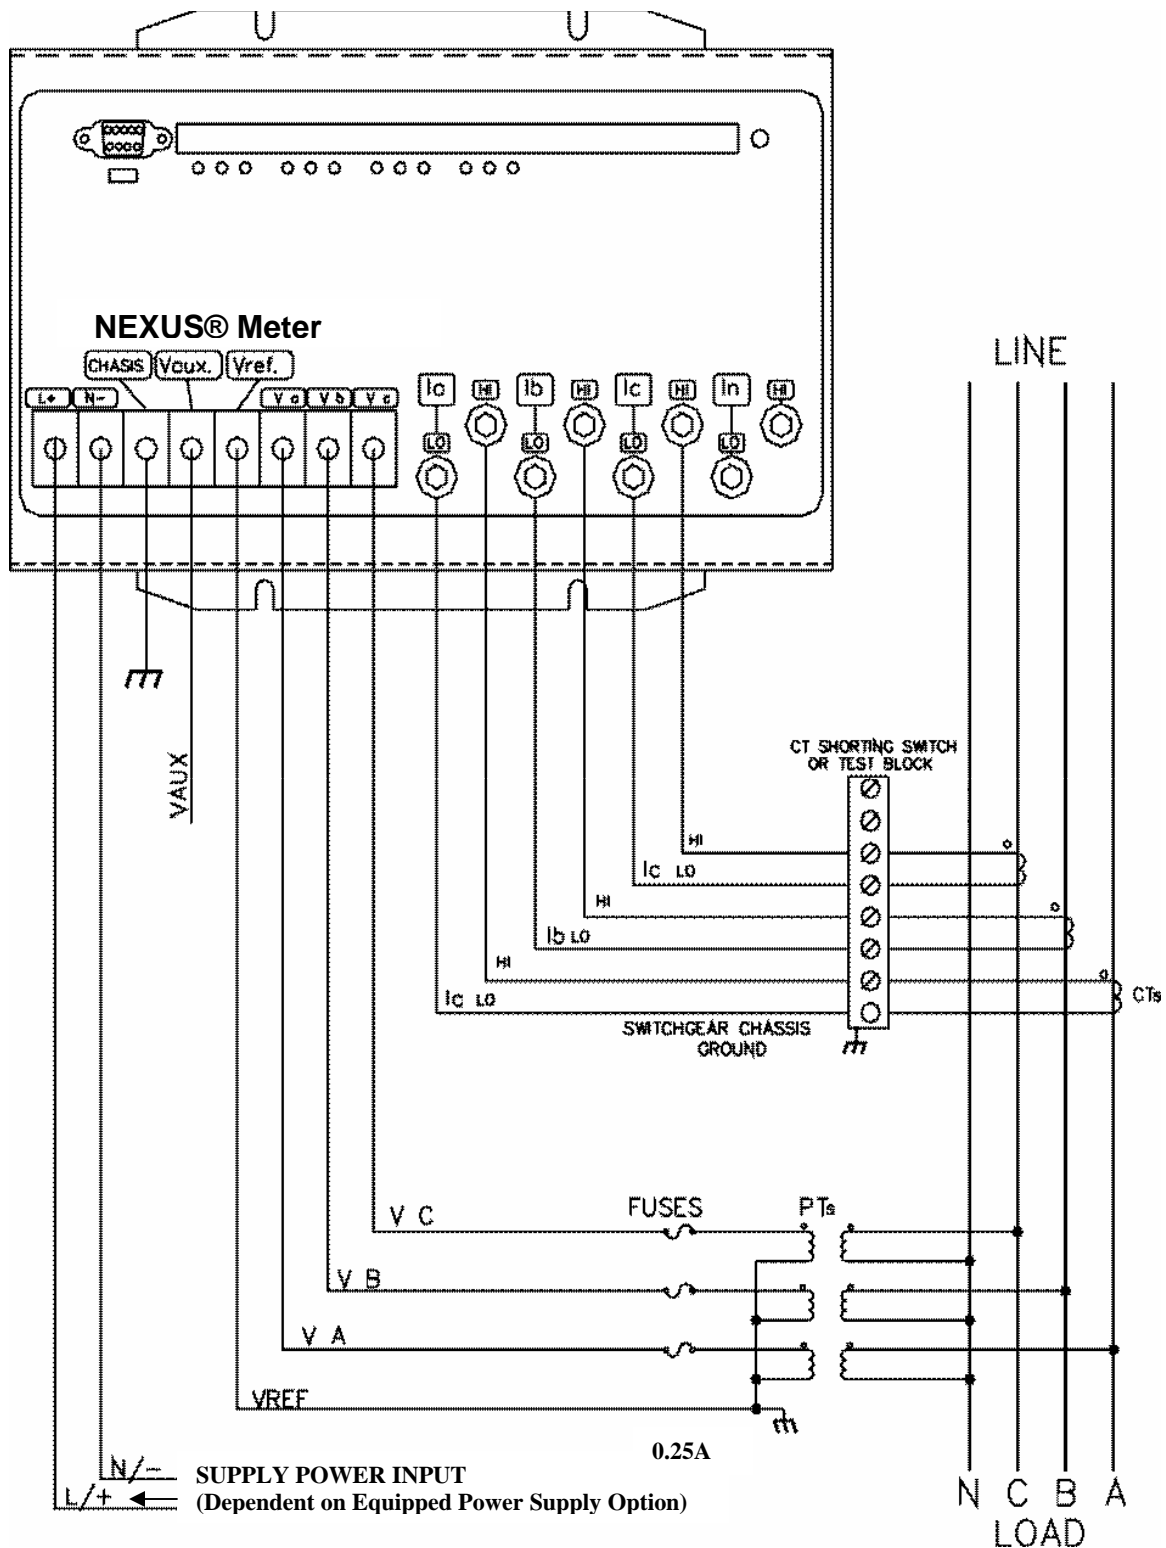 NEXUS® Meter
CHASIS Vaux. Vref.
L+ N- Va Vb Vc
Ia HI Ib HI Ic HI In HI
LO LO LO LO
LINE
VAUX
CT SHORTING SWITCH
OR TEST BLOCK
HI
Ic LO
HI
Ib LO
HI
Ic LO
CTs
SWITCHGEAR CHASSIS
GROUND
FUSES PTs
V C
V B
V A
VREF
0.25A
N/-
SUPPLY POWER INPUT
L/+
(Dependent on Equipped Power Supply Option)
N C B A
LOAD